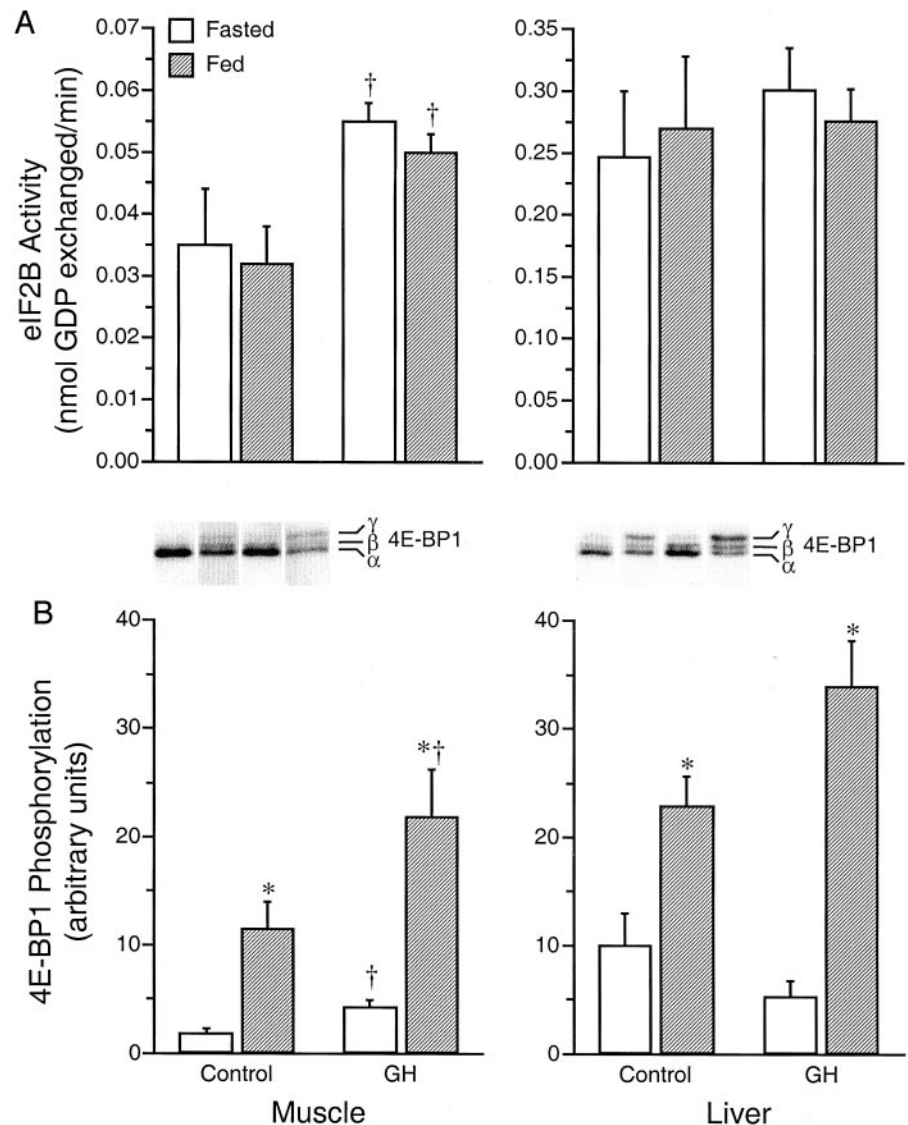 A
Fasted
Fed
eIF2B Activity
(nmol GDP exchanged/min)
0.07
0.06
0.05
0.04
0.03
0.02
0.01
0.00
† †
0.35
0.30
0.25
0.20
0.15
0.25
0.10
0.05
0.00
γ
β 4E-BP1
α
γ
β 4E-BP1
α
B
4E-BP1 Phosphorylation
(arbitrary units)
40
30
20
10
0
*
†
*†
Control GH
Muscle
40
30
20
10
0
*
*
Control GH
Liver